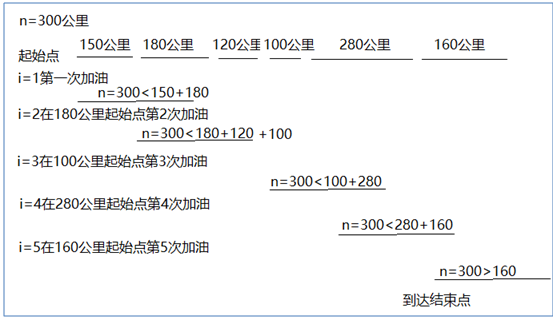 n=300公里
150公里 180公里 120公里 100公里 280公里 160公里
起始点
i=1第一次加油
n=300<150+180
i=2在180公里起始点第2次加油
n=300<180+120 +100
i=3在100公里起始点第3次加油
n=300<100+280
i=4在280公里起始点第4次加油
n=300<280+160
i=5在160公里起始点第5次加油
n=300>160
到达结束点